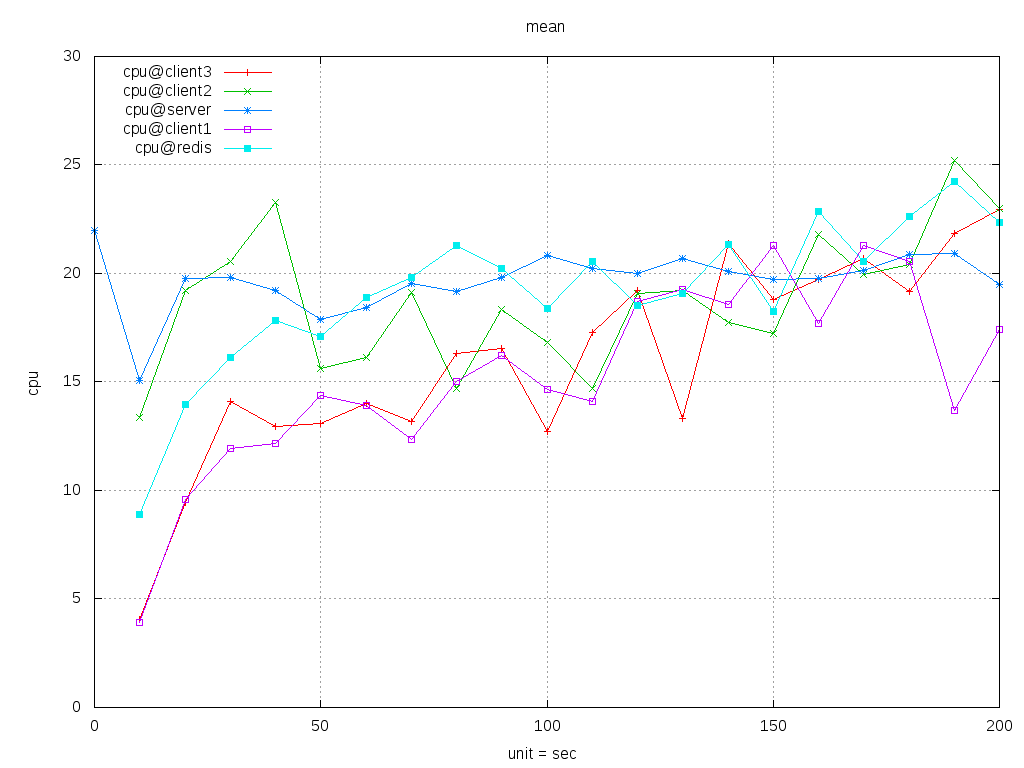 mean
30
25
20
15
10
5
0
cpu
cpu@client3
cpu@client2
cpu@server
cpu@client1
cpu@redis
0 50 100 150 200
unit = sec